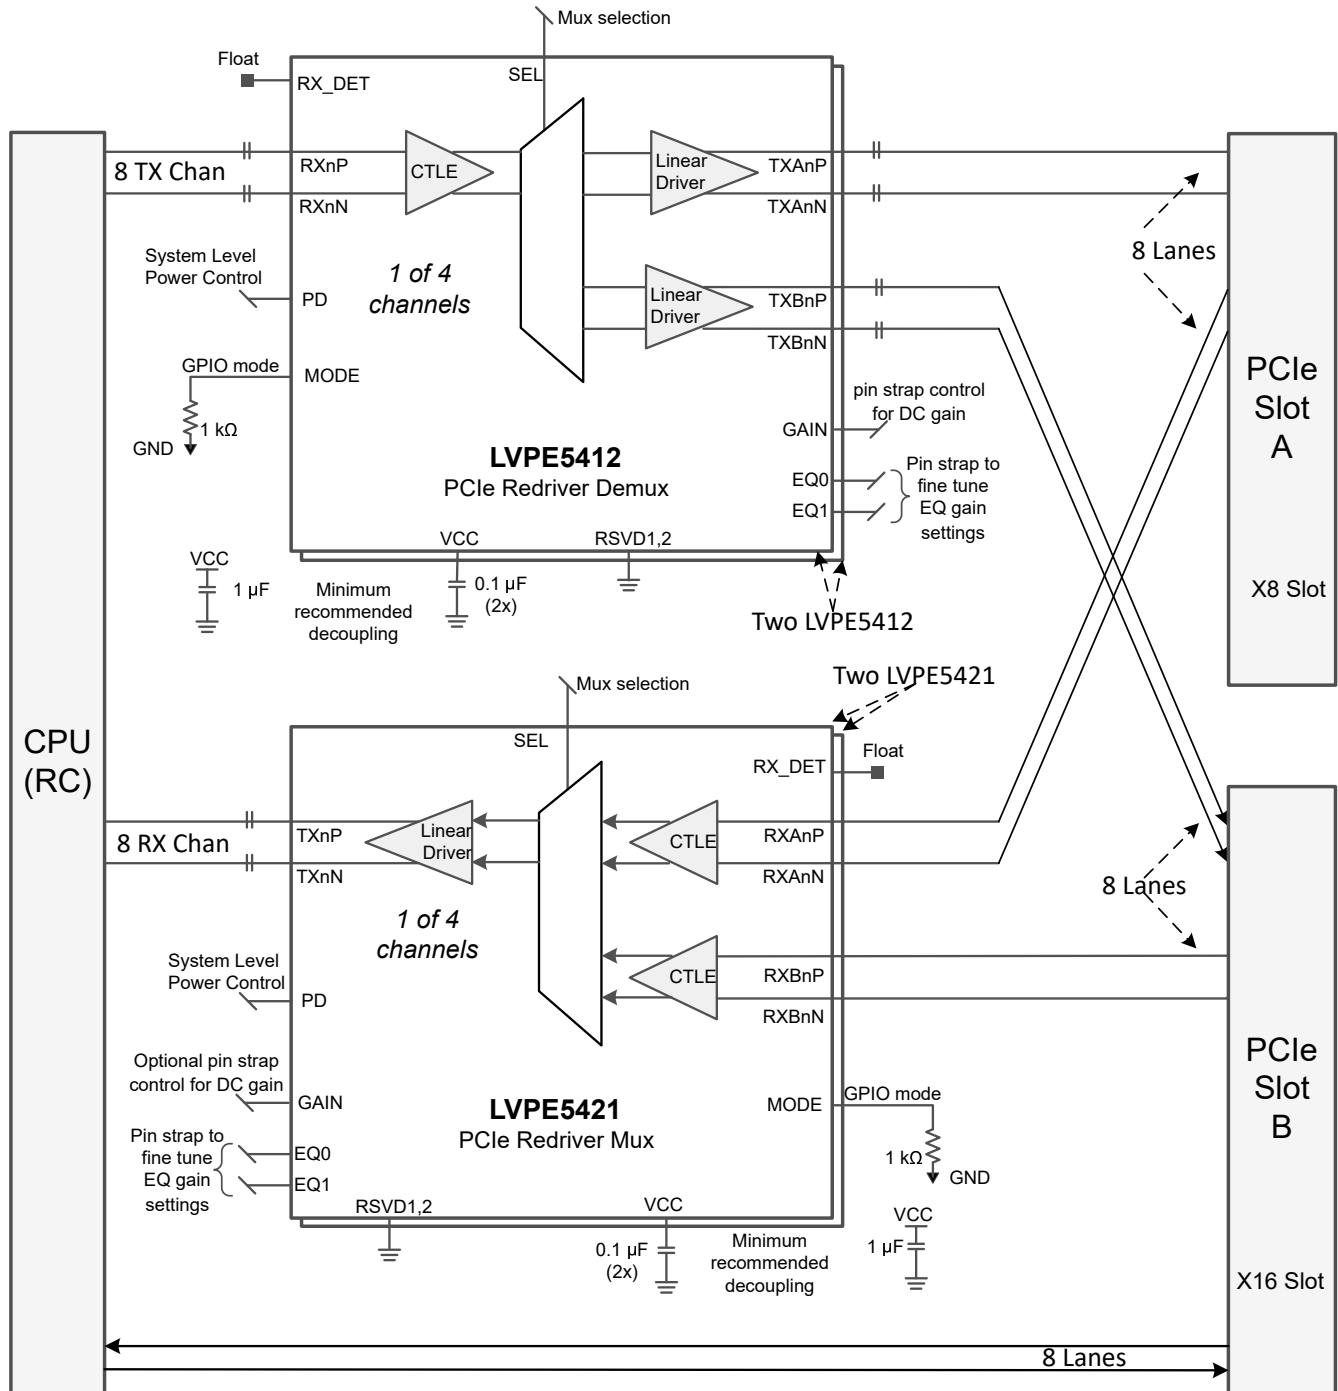 Mux selection
Float
SEL
RX_DET
8 TX Chan
RXnP
RXnN
CTLE
Linear
Driver
TXAnP
TXAnN
8 Lanes
System Level
Power Control
PD
1 of 4
channels
Linear
Driver
TXBnP
TXBnN
GPIO mode
MODE
1 kΩ
GND
pin strap control
for DC gain
GAIN
EQ0
EQ1
Pin strap to
fine tune
EQ gain
settings
LVPE5412
PCIe Redriver Demux
VCC
RSVD1,2
VCC
1 µF
Minimum
recommended
decoupling
0.1 µF
(2x)
Two LVPE5412
PCIe
Slot
A
X8 Slot
CPU
(RC)
Mux selection
Two LVPE5421
SEL
Float
RX_DET
8 RX Chan
TXnP
TXnN
Linear
Driver
CTLE
RXAnP
RXAnN
8 Lanes
1 of 4
channels
CTLE
RXBnP
RXBnN
System Level
Power Control
PD
Optional pin strap
control for DC gain
GAIN
Pin strap to
fine tune
EQ gain
settings
EQ0
EQ1
LVPE5421
PCIe Redriver Mux
MODE
GPIO mode
1 kΩ
GND
RSVD1,2
VCC
0.1 µF
(2x)
Minimum
recommended
decoupling
VCC
1 µF
PCIe
Slot
B
X16 Slot
8 Lanes